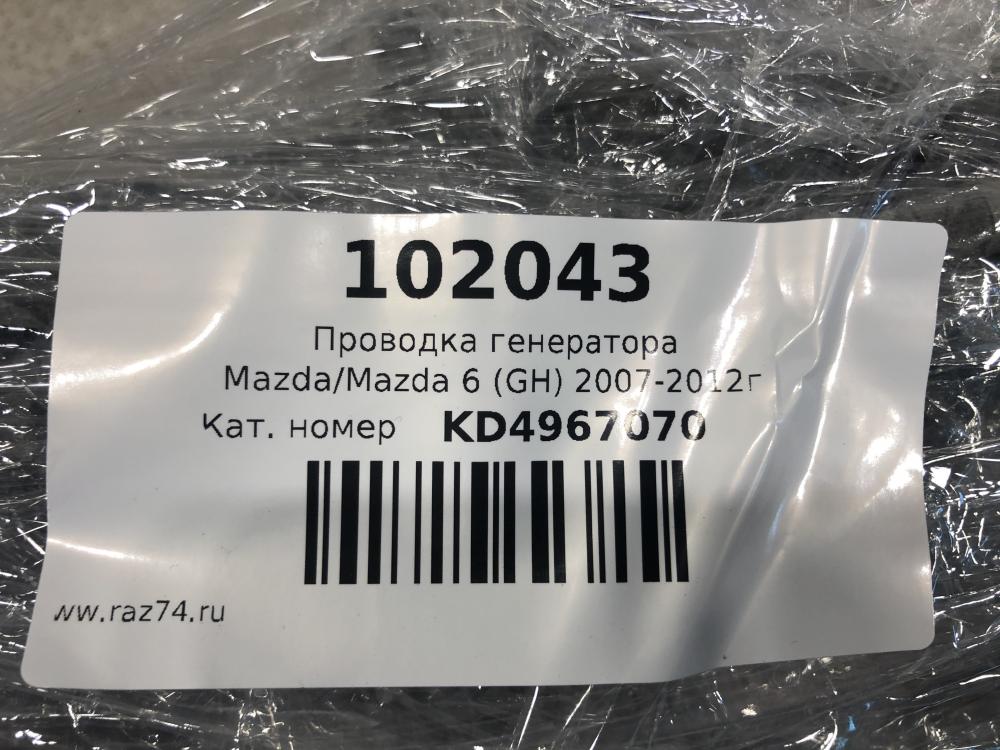 102043
Проводка генератора
Mazda/Mazda 6 (GH) 2007-2012г
Кат. номер KD4967070
ww.raz74.ru